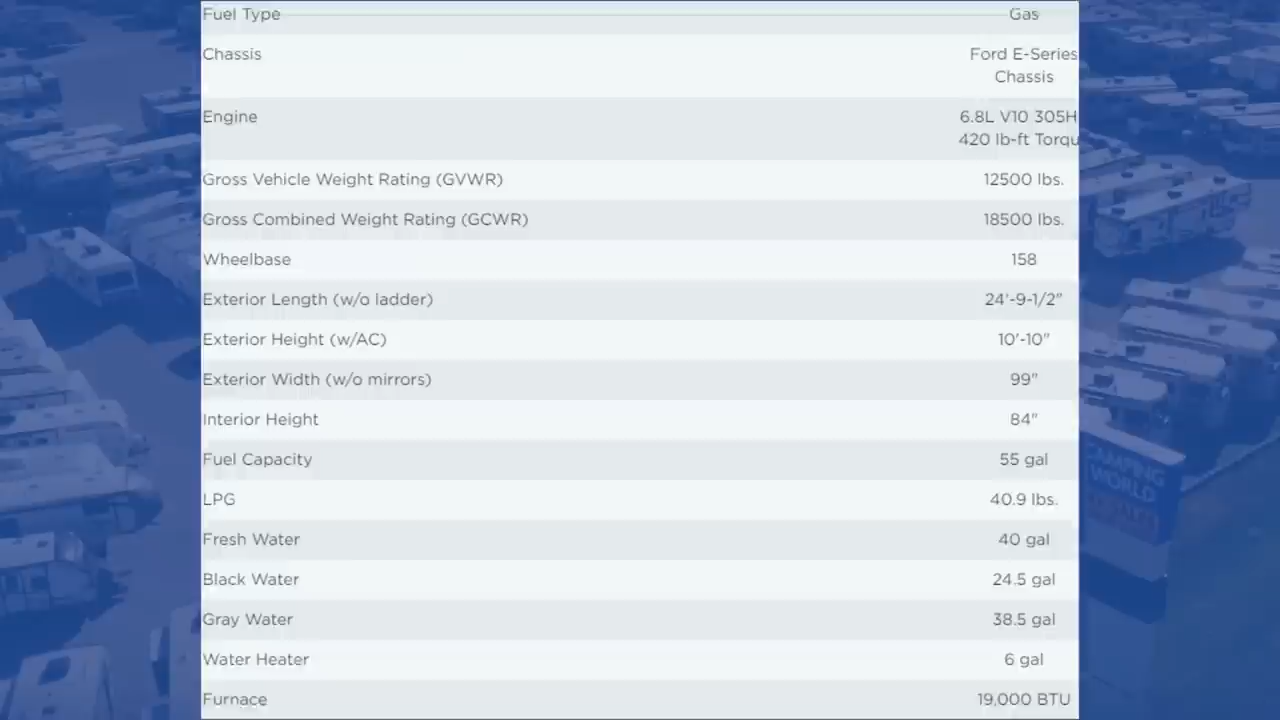 Fuel Type Gas
Chassis Ford E-Series
Chassis
Engine 6.8L V10 305H
420 lb-ft Torqu
Gross Vehicle Weight Rating (GVWR) 12500 lbs.
Gross Combined Weight Rating (GCWR) 18500 lbs.
Wheelbase 158
Exterior Length (w/o ladder) 24'-9-1/2"
Exterior Height (w/AC) 10'-10"
Exterior Width (w/o mirrors) 99"
Interior Height 84"
Fuel Capacity 55 gal
LPG 40.9 lbs.
Fresh Water 40 gal
Black Water 24.5 gal
Gray Water 38.5 gal
Water Heater 6 gal
Furnace 19,000 BTU
CAMPING
WORLD